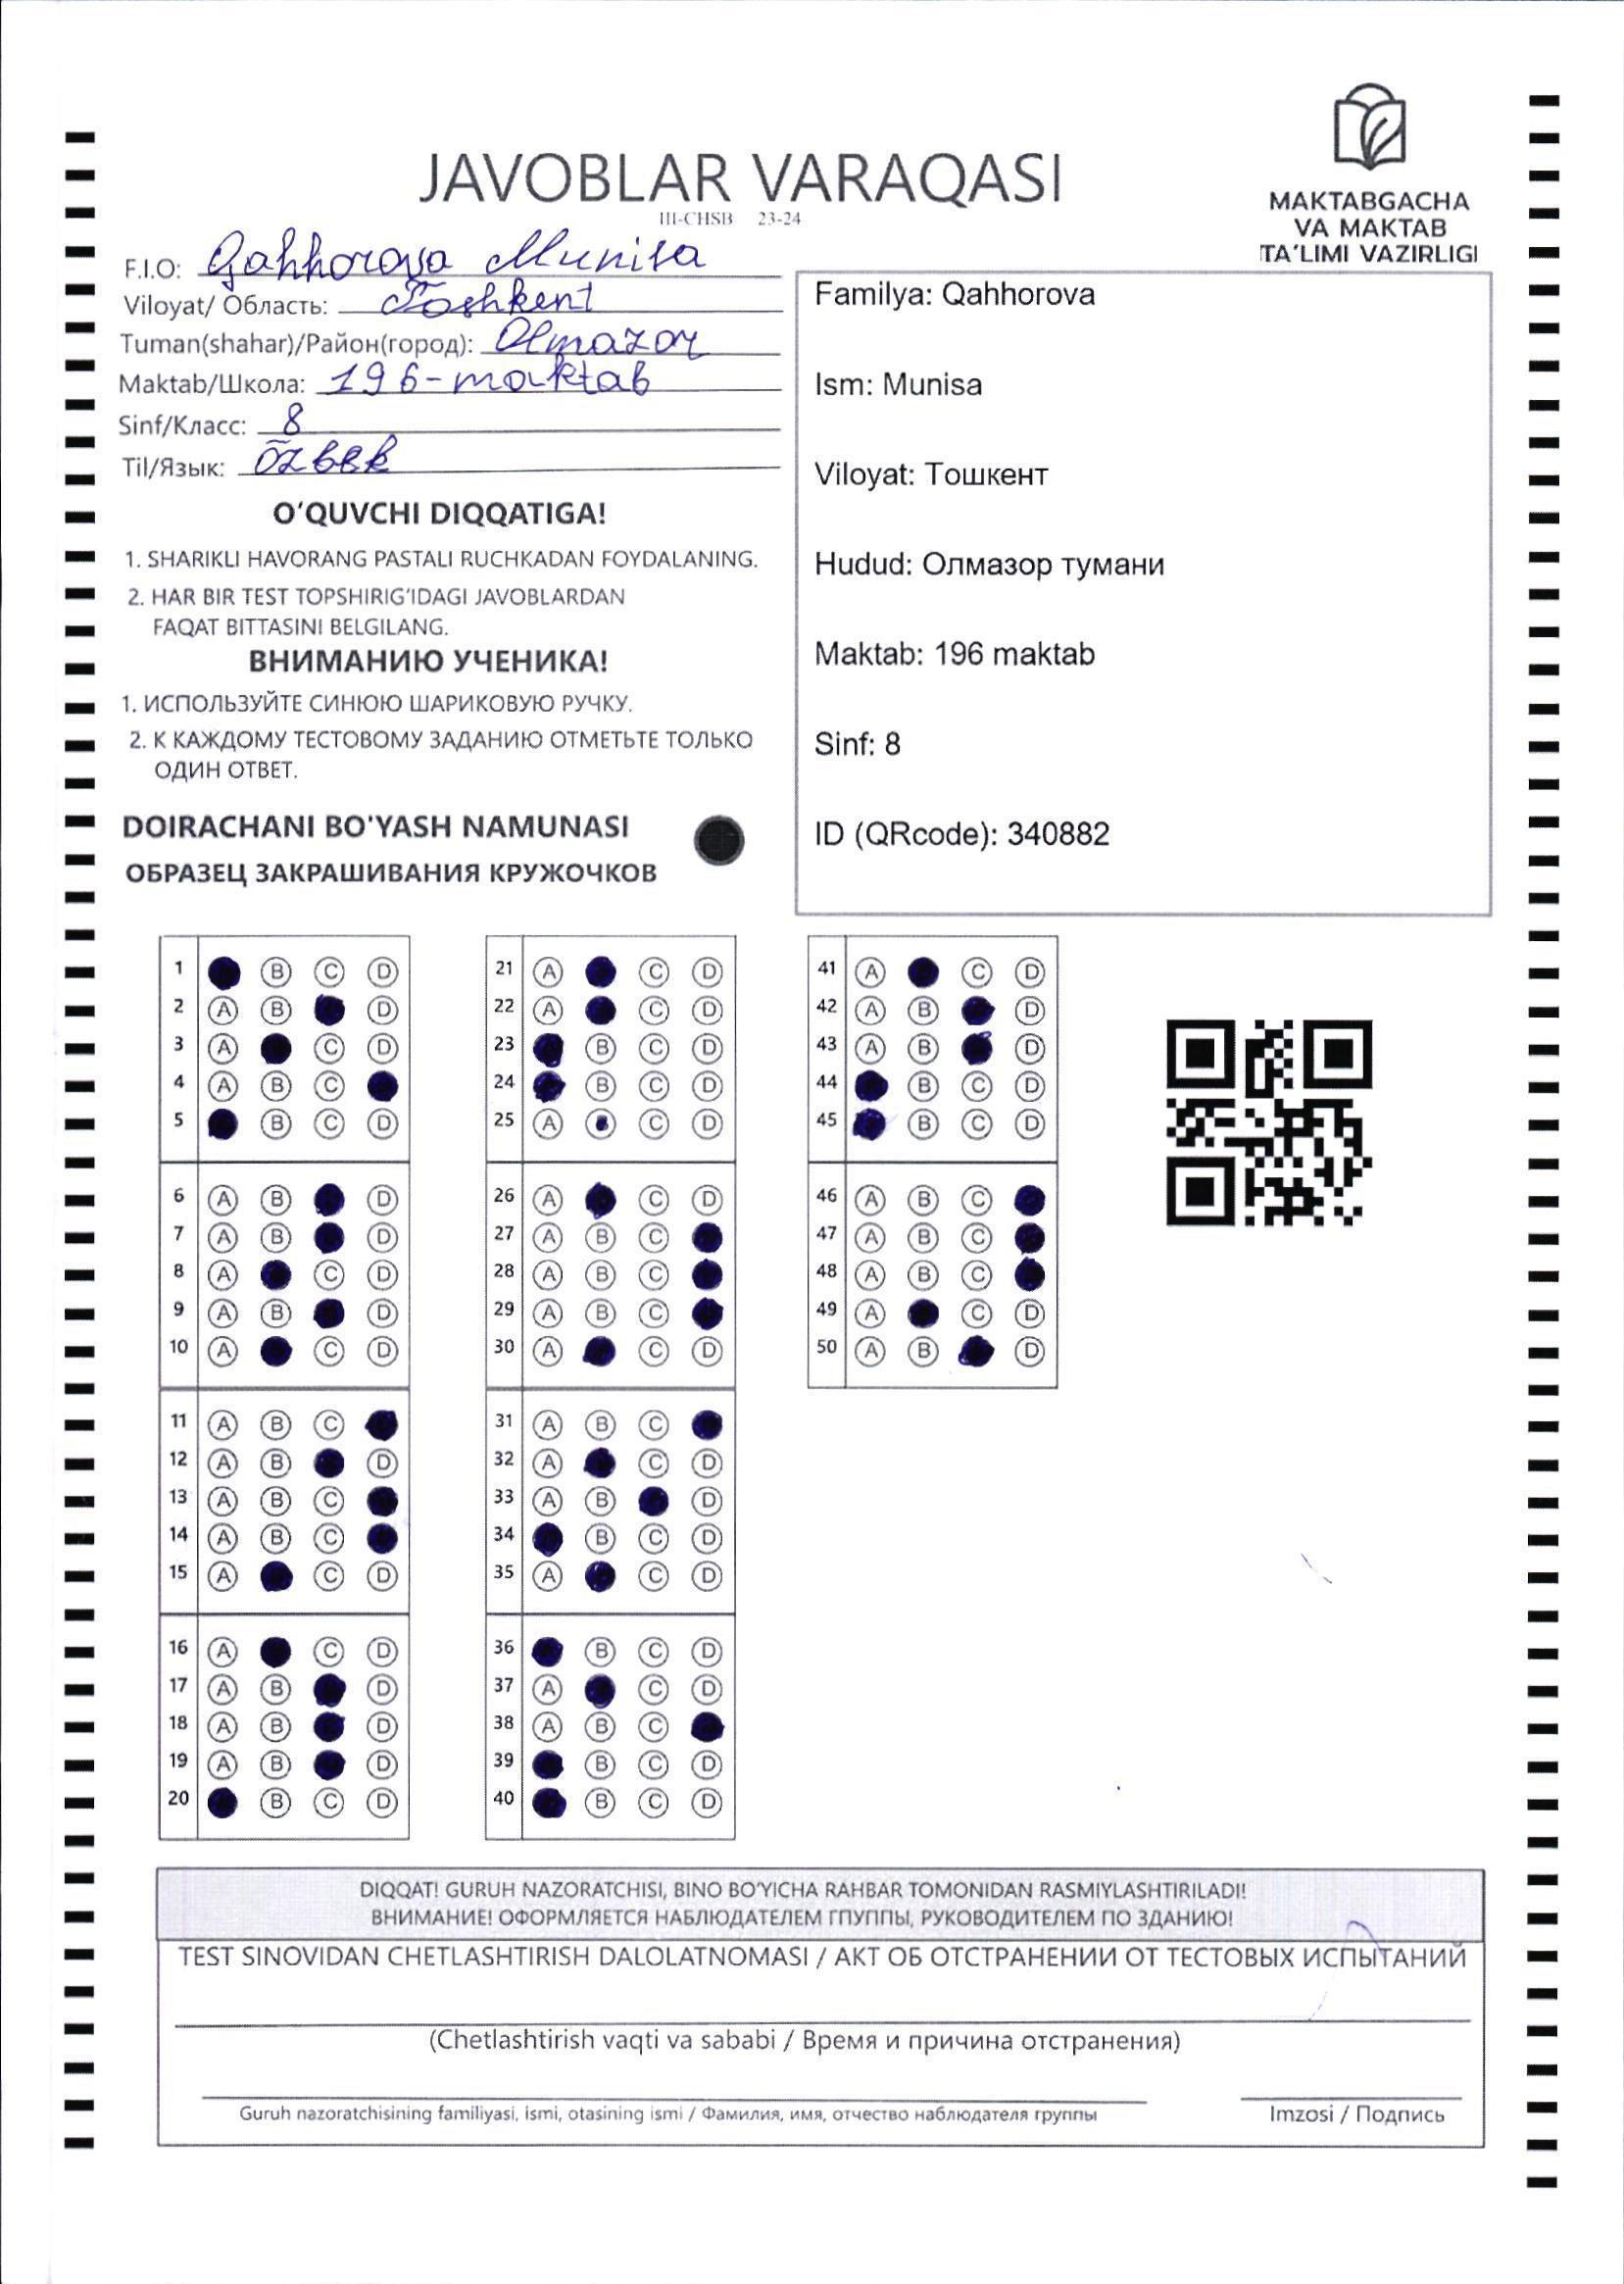 JAVOBLAR VARAQASI
III-CHSB 23-24
MAKTABGACHA
VA MAKTAB
TA'LIMI VAZIRLIGI
F.I.O: Qahhorova Munisa
Viloyat/ Область: Toshkent
Tuman(shahar)/Район(город): Olmazor
Maktab/Школа: 196-maktab
Sinf/Класс: 8
Til/Язык: Özbek
O'QUVCHI DIQQATIGA!
1. SHARIKLI HAVORANG PASTALI RUCHKADAN FOYDALANING.
2. HAR BIR TEST TOPSHIRIG'IDAGI JAVOBLARDAN
FAQAT BITTASINI BELGILANG.
ВНИМАНИЮ УЧЕНИКА!
1. ИСПОЛЬЗУЙТЕ СИНЮЮ ШАРИКОВУЮ РУЧКУ.
2. К КАЖДОМУ ТЕСТОВОМУ ЗАДАНИЮ ОТМЕТЬТЕ ТОЛЬКО
ОДИН ОТВЕТ.
DOIRACHANI BO'YASH NAMUNASI
ОБРАЗЕЦ ЗАКРАШИВАНИЯ КРУЖОЧКОВ
Familya: Qahhorova
Ism: Munisa
Viloyat: Тошкент
Hudud: Олмазор тумани
Maktab: 196 maktab
Sinf: 8
ID (QRcode): 340882
1 B C D
2 A B D
3 A C D
4 A B C
5 B C D
6 A B D
7 A B D
8 A C D
9 A B D
10 A C D
11 A B C
12 A B D
13 A B C
14 A B C
15 A C D
16 A C D
17 A B D
18 A B D
19 A B D
20 B C D
21 A C D
22 A C D
23 B C D
24 B C D
25 A C D
26 A C D
27 A B C
28 A B C
29 A B C
30 A C D
31 A B C
32 A C D
33 A B D
34 B C D
35 A C D
36 B C D
37 A C D
38 A B C
39 B C D
40 B C D
41 A C D
42 A B D
43 A B D
44 B C D
45 B C D
46 A B C
47 A B C
48 A B C
49 A C D
50 A B D
DIQQAT! GURUH NAZORATCHISI, BINO BO'YICHA RAHBAR TOMONIDAN RASMIYLASHTIRILADI!
ВНИМАНИЕ! ОФОРМЛЯЕТСЯ НАБЛЮДАТЕЛЕМ ГПУППЫ, РУКОВОДИТЕЛЕМ ПО ЗДАНИЮ!
TEST SINOVIDAN CHETLASHTIRISH DALOLATNOMASI / АКТ ОБ ОТСТРАНЕНИИ ОТ ТЕСТОВЫХ ИСПЫТАНИЙ
(Chetlashtirish vaqti va sababi / Время и причина отстранения)
Guruh nazoratchisining familiyasi, ismi, otasining ismi / Фамилия, имя, отчество наблюдателя группы
Imzosi / Подпись